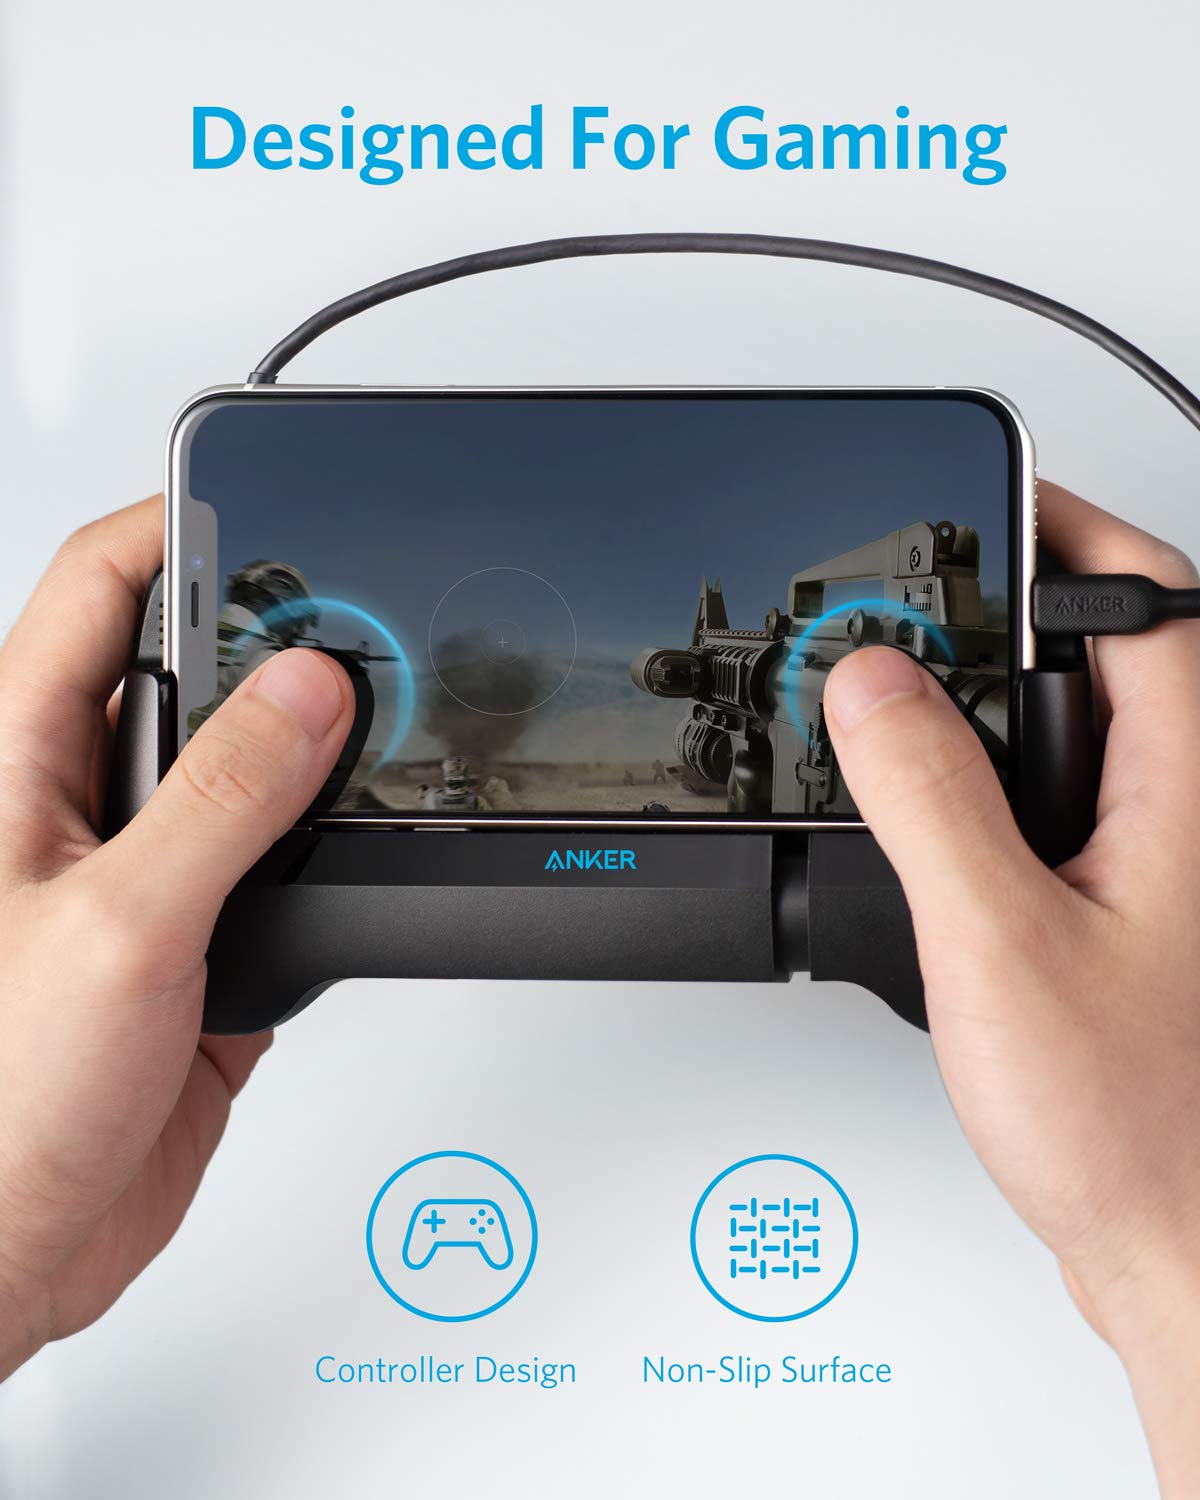 Designed For Gaming
ANKER
ANKER
Controller Design
Non-Slip Surface